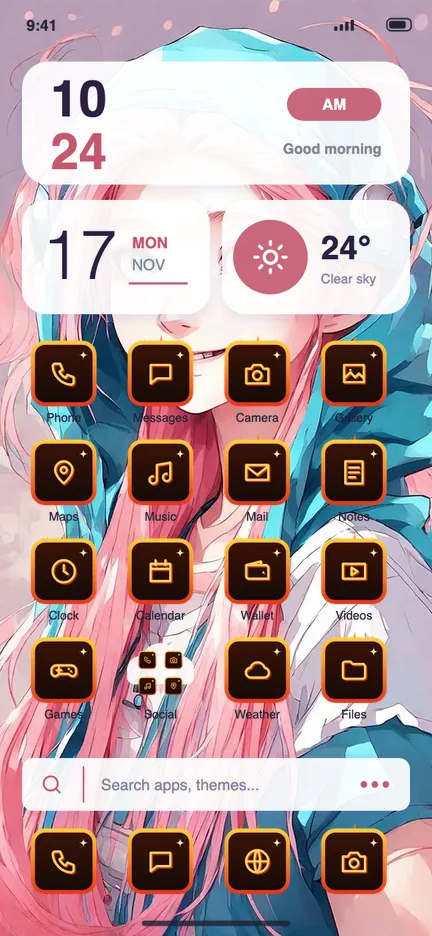 9:41
10
24
AM
Good morning
17
MON
NOV
24°
Clear sky
Phone
Messages
Camera
Gallery
Maps
Music
Mail
Notes
Clock
Calendar
Wallet
Videos
Games
Social
Weather
Files
Search apps, themes...